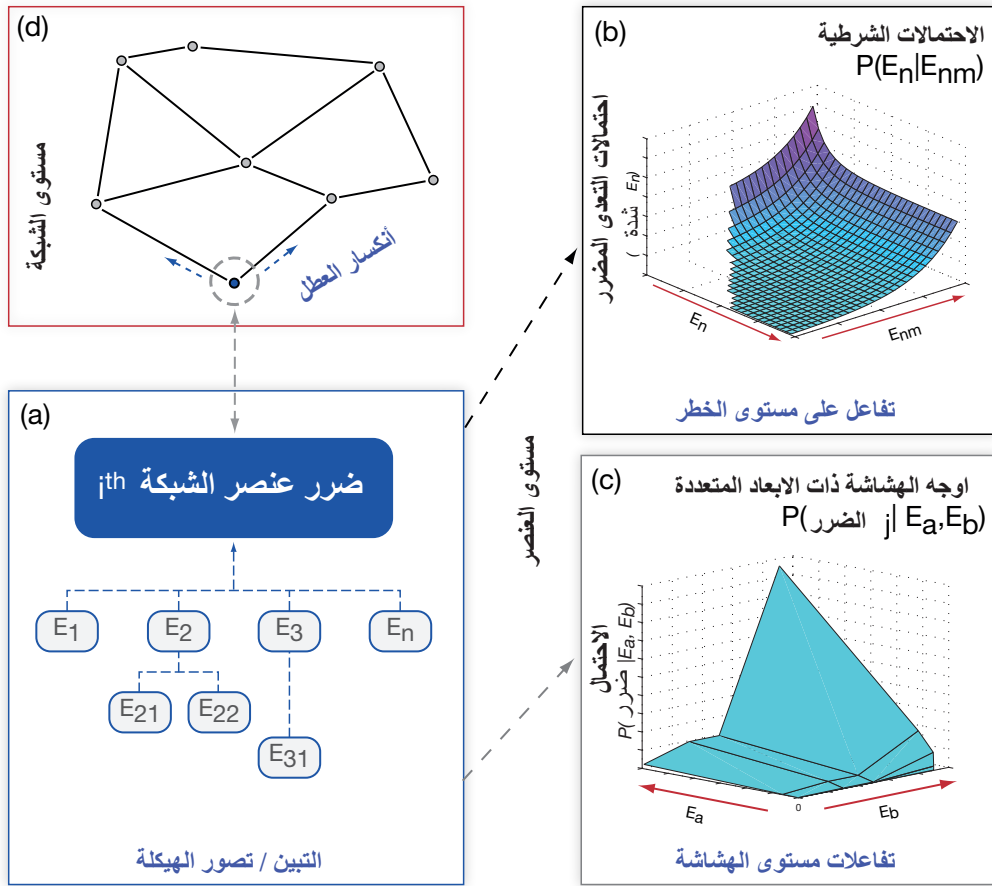 (d)
مستوى الشبكة
أنكسار العطل
(b)
الاحتمالات الشرطية
P(En|Enm)
احتمالات التعدى المضرر
( شدة En)
En
Enm
تفاعل على مستوى الخطر
(a)
ضرر عنصر الشبكة ith
E1
E2
E3
En
E21
E22
E31
التبين / تصور الهيكلة
مستوى العنصر
(c)
اوجه الهشاشة ذات الابعاد المتعددة
P( الضرر j| Ea,Eb)
الاحتمال
P( ضرر |Ea, Eb)
0
Ea
Eb
تفاعلات مستوى الهشاشة